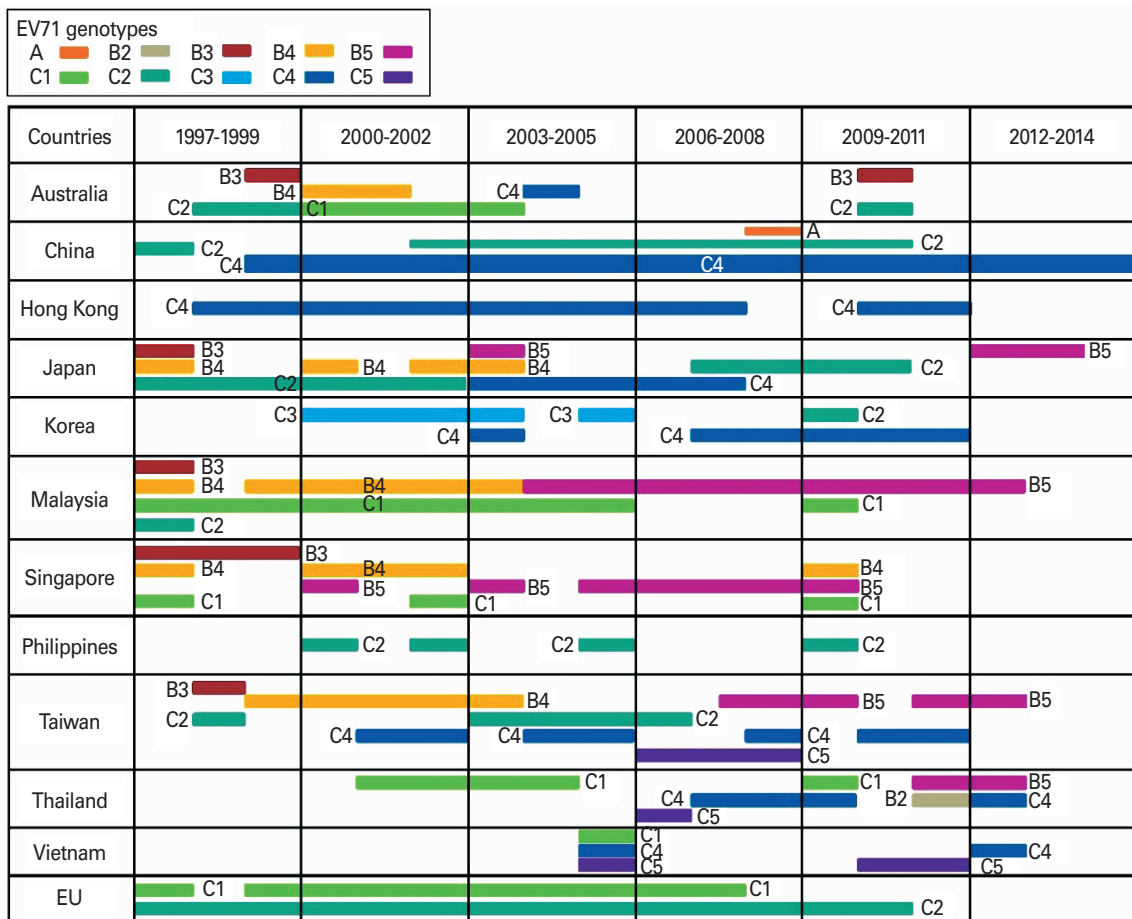 EV71 genotypes
A B2 B3 B4 B5
C1 C2 C3 C4 C5
Countries 1997-1999 2000-2002 2003-2005 2006-2008 2009-2011 2012-2014
Australia
B3 B3
B4 C4
C2 C1 C2
China
A
C2 C2
C4 C4
Hong Kong C4 C4
Japan
B3 B5 B5
B4 B4 B4 C2
C2 C4
Korea
C3 C3 C2
C4 C4
Malaysia
B3
B4 B4 B5
C1 C1
C2
Singapore
B3
B4 B4 B4
B5 B5 B5
C1 C1 C1
Philippines C2 C2 C2
Taiwan
B3
B4 B5 B5
C2 C2
C4 C4 C4
C5
Thailand
C1 C1 B5
C4 B2 C4
C5
Vietnam
C1
C4 C4
C5 C5
EU
C1 C1
C2